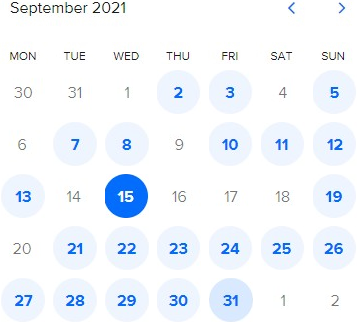 September 2021
MON TUE WED THU FRI SAT SUN
30 31 1 2 3 4 5
6 7 8 9 10 11 12
13 14 15 16 17 18 19
20 21 22 23 24 25 26
27 28 29 30 31 1 2